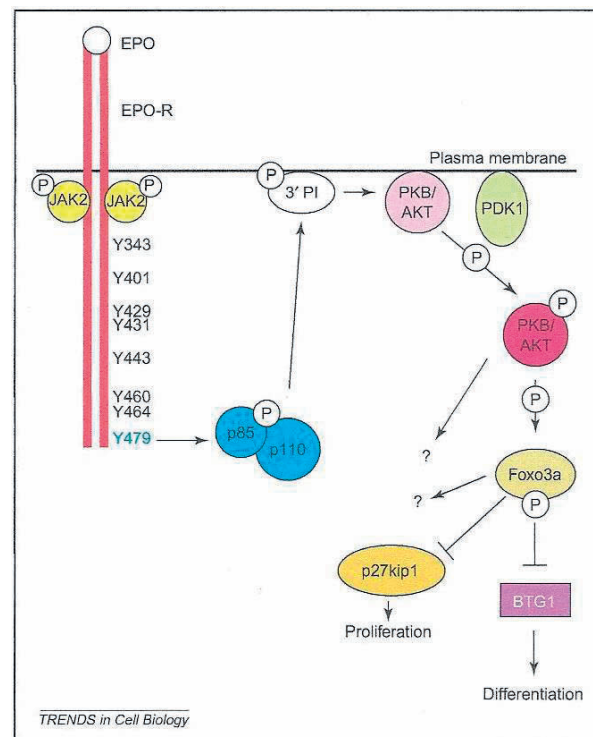 EPO
EPO-R
Plasma membrane
P
JAK2
JAK2
P
P
3' PI
PKB/
AKT
PDK1
Y343
Y401
Y429
Y431
Y443
Y460
Y464
Y479
P
P
PKB/
AKT
P
p85
P
p110
?
?
Foxo3a
P
p27kip1
BTG1
Proliferation
Differentiation
TRENDS in Cell Biology